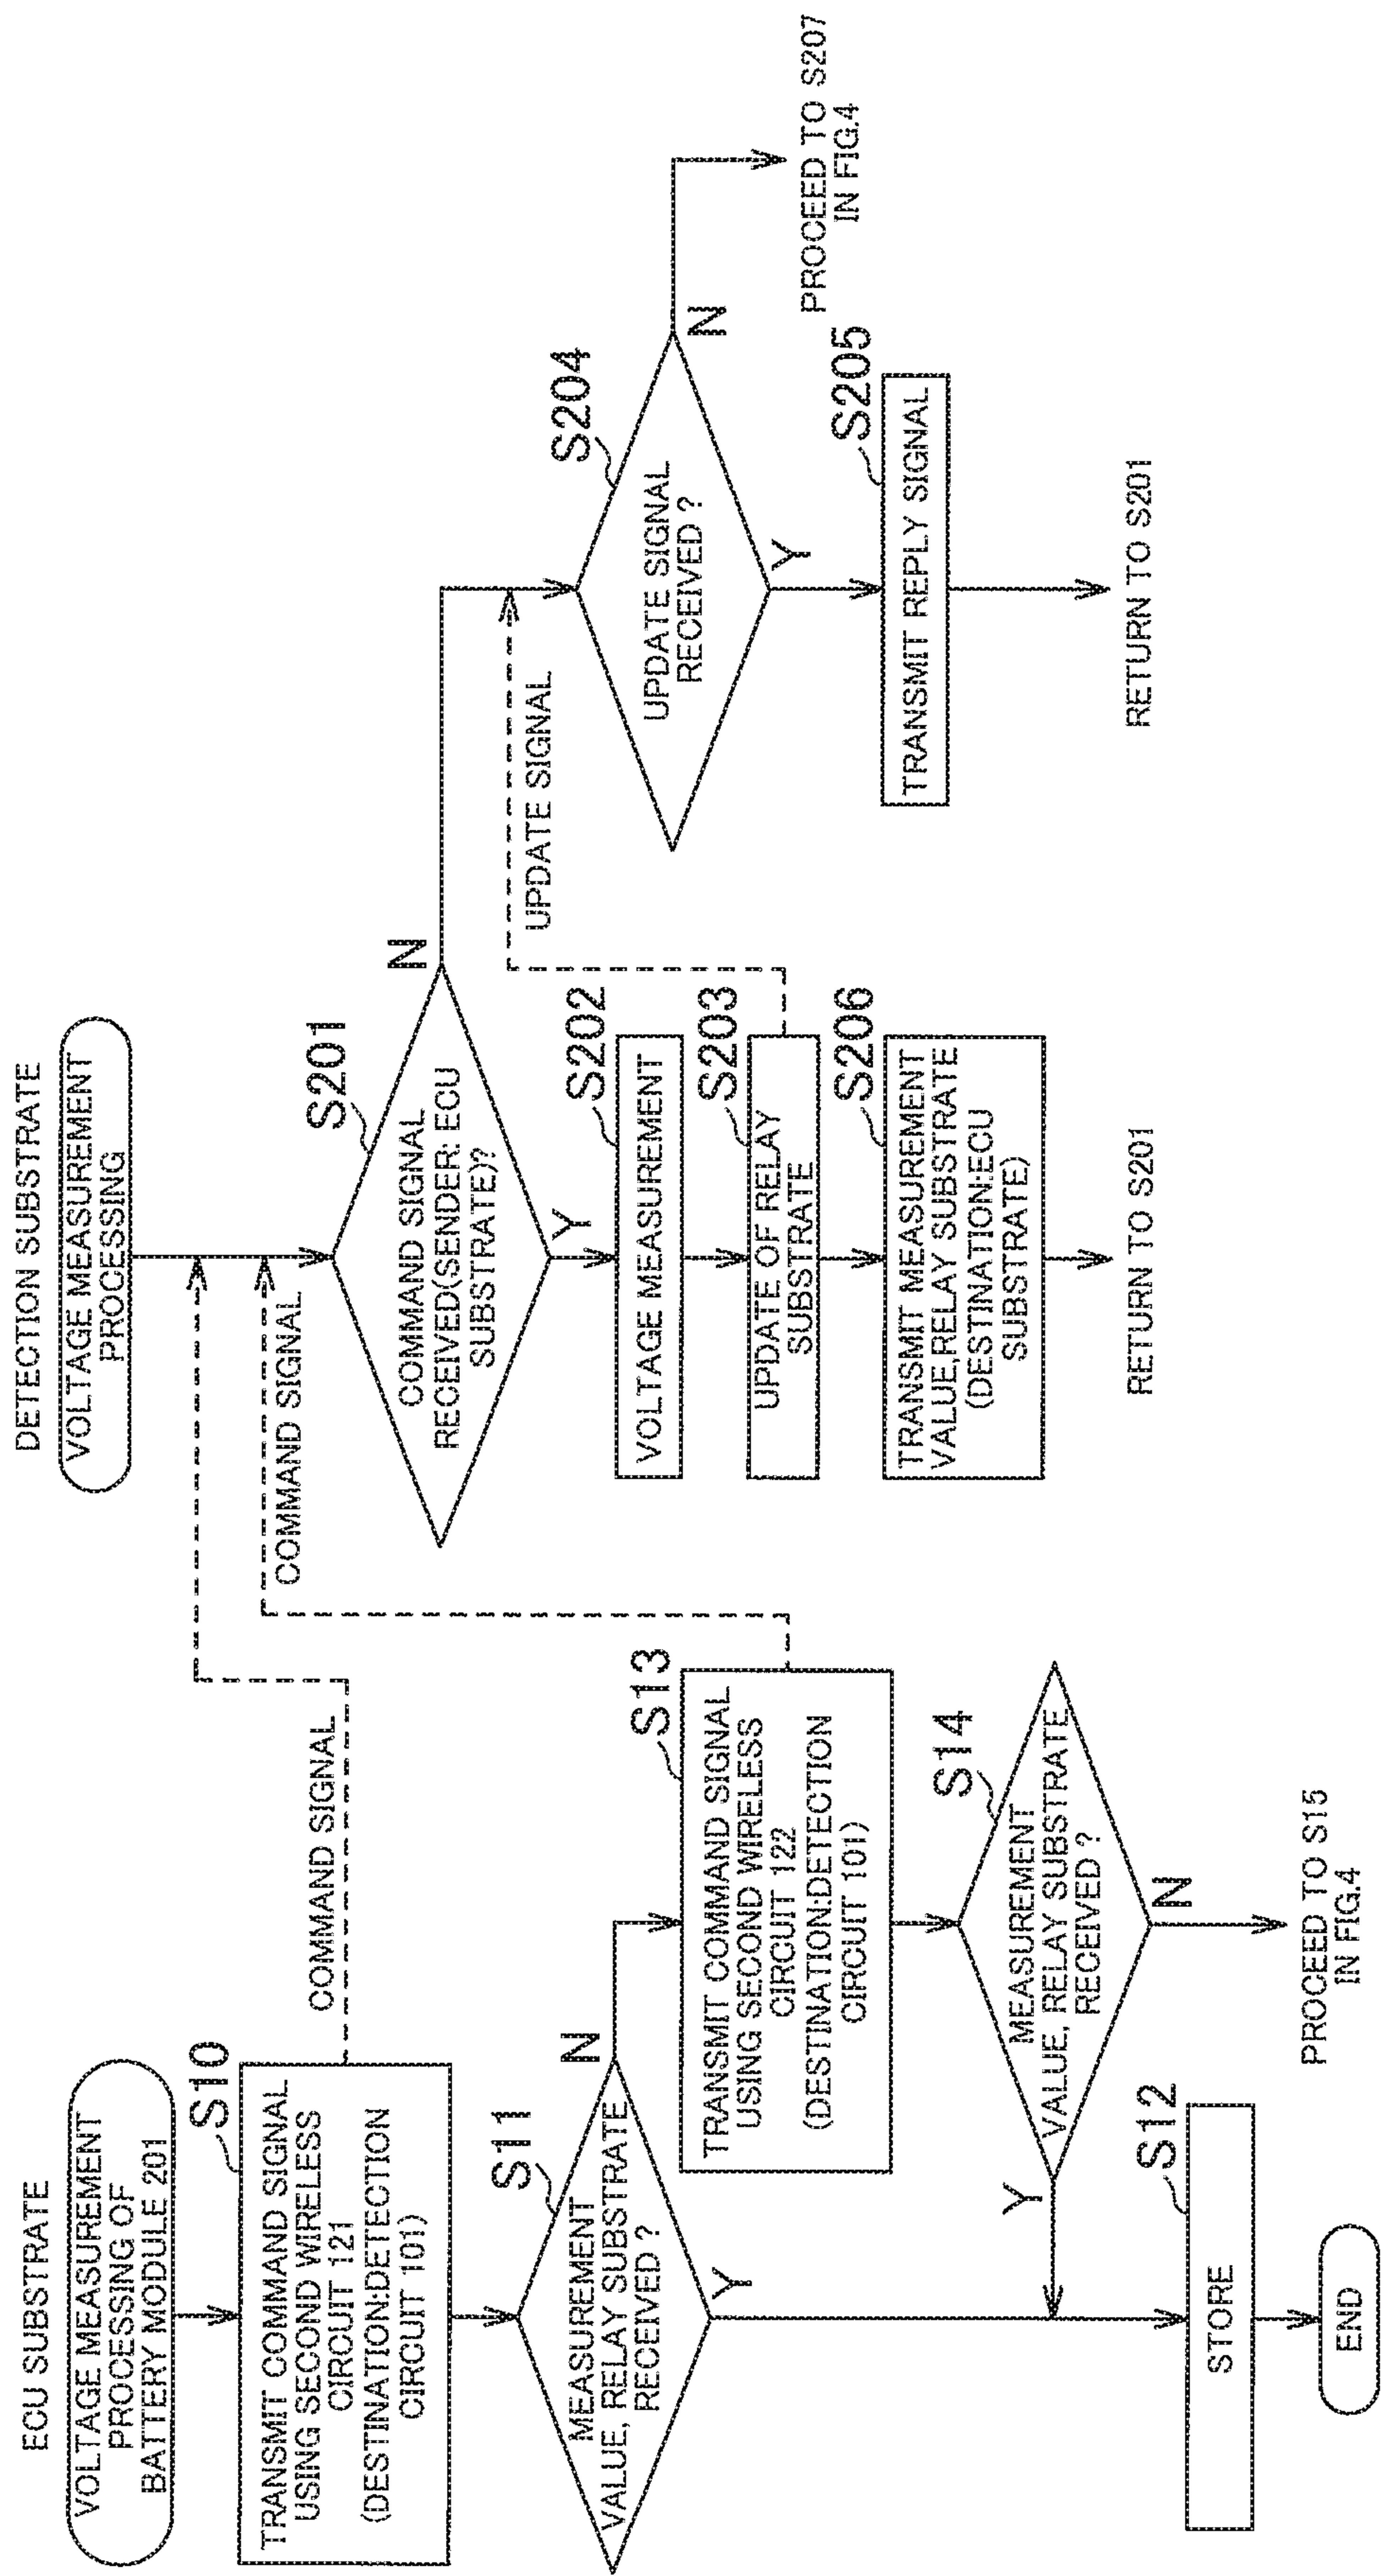 ECU SUBSTRATE
VOLTAGE MEASUREMENT
PROCESSING OF
BATTERY MODULE 201
S10
TRANSMIT COMMAND SIGNAL
USING SECOND WIRELESS
CIRCUIT 121
(DESTINATION:DETECTION
CIRCUIT 101)
COMMAND SIGNAL
S11
MEASUREMENT
VALUE, RELAY SUBSTRATE
RECEIVED ?
N
Y
S13
TRANSMIT COMMAND SIGNAL
USING SECOND WIRELESS
CIRCUIT 122
(DESTINATION:DETECTION
CIRCUIT 101)
COMMAND SIGNAL
S14
MEASUREMENT
VALUE, RELAY SUBSTRATE
RECEIVED ?
Y
N
PROCEED TO S15
IN FIG.4
S12
STORE
END
DETECTION SUBSTRATE
VOLTAGE MEASUREMENT
PROCESSING
S201
COMMAND SIGNAL
RECEIVED(SENDER: ECU
SUBSTRATE)?
N
Y
S202
VOLTAGE MEASUREMENT
S203
UPDATE OF RELAY
SUBSTRATE
UPDATE SIGNAL
S206
TRANSMIT MEASUREMENT
VALUE,RELAY SUBSTRATE
(DESTINATION:ECU
SUBSTRATE)
RETURN TO S201
S204
UPDATE SIGNAL
RECEIVED ?
N
Y
PROCEED TO S207
IN FIG.4
S205
TRANSMIT REPLY SIGNAL
RETURN TO S201